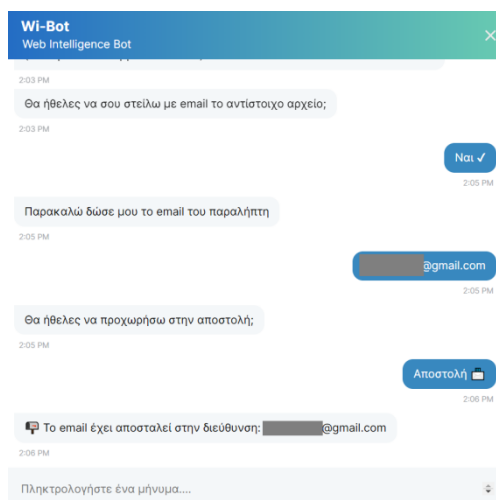 Wi-Bot
Web Intelligence Bot
2:03 PM
Θα ήθελες να σου στείλω με email το αντίστοιχο αρχείο;
2:03 PM
Ναι ✓
2:05 PM
Παρακαλώ δώσε μου το email του παραλήπτη
2:05 PM
@gmail.com
2:05 PM
Θα ήθελες να προχωρήσω στην αποστολή;
2:05 PM
Αποστολή
2:06 PM
Το email έχει αποσταλεί στην διεύθυνση: @gmail.com
2:06 PM
Πληκτρολογήστε ένα μήνυμα....